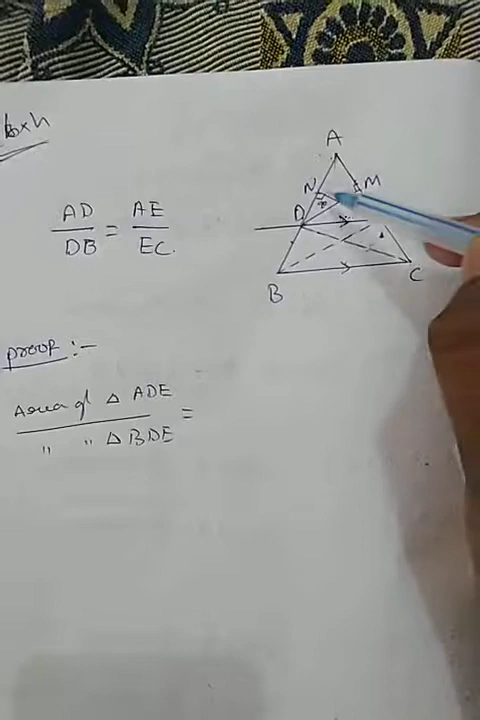 b×h
AD/DB = AE/EC.
A
N M
D
B C
proof :-
Area of △ ADE / " " △ BDE =